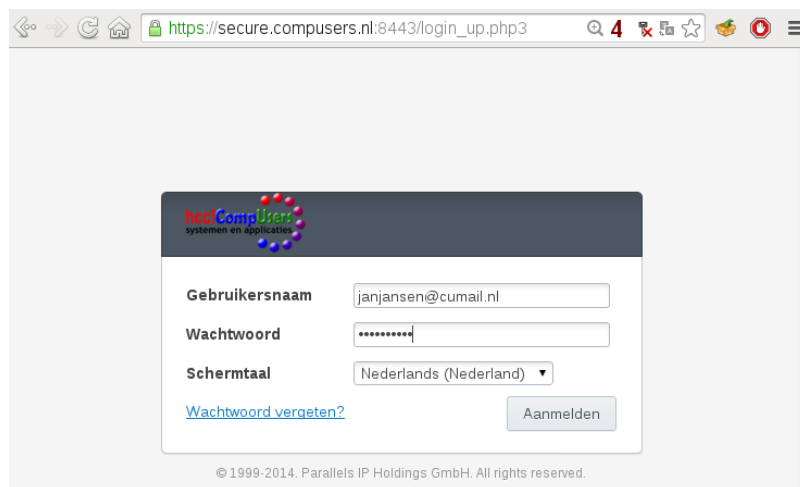 https://secure.compusers.nl:8443/login_up.php3 4
hcc!CompUsers
systemen en applicaties
Gebruikersnaam janjansen@cumail.nl
Wachtwoord ••••••••••
Schermtaal Nederlands (Nederland)
Wachtwoord vergeten? Aanmelden
© 1999-2014. Parallels IP Holdings GmbH. All rights reserved.